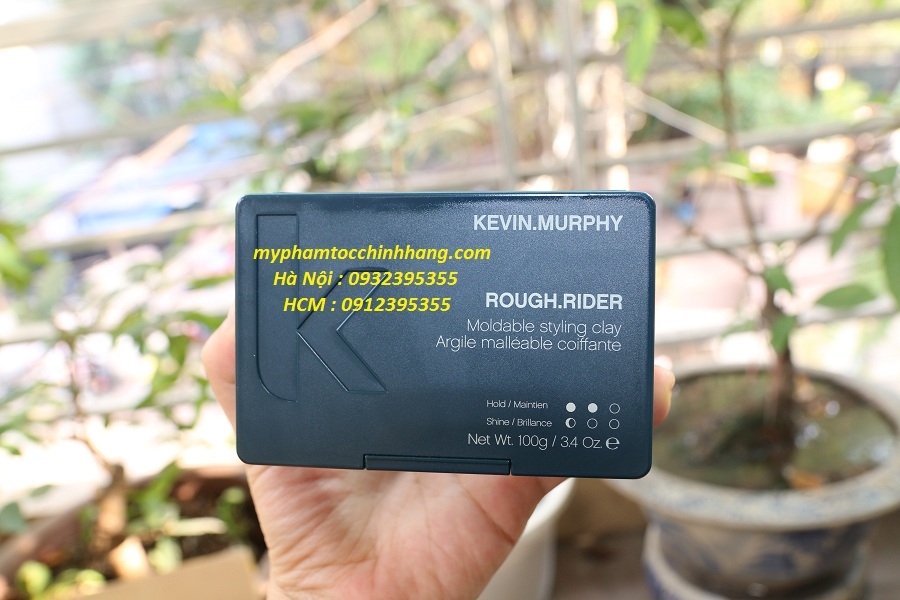 KEVIN.MURPHY
myphamtocchinhhang.com
Hà Nội : 0932395355
HCM : 0912395355
ROUGH.RIDER
Moldable styling clay
Argile malléable coiffante
Hold / Maintien
Shine / Brillance
Net Wt. 100g / 3.4 Oz. ℮